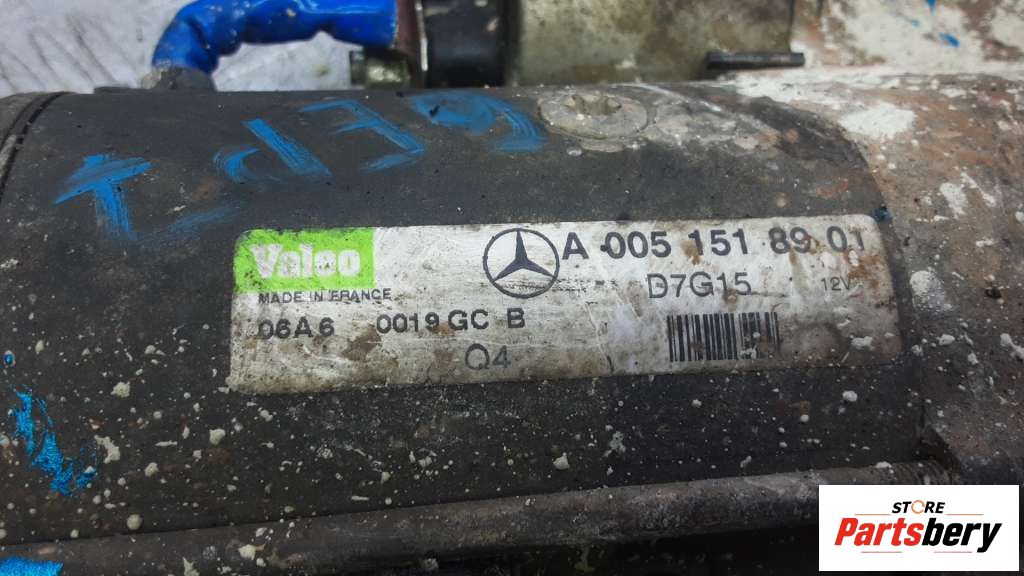 Valeo
MADE IN FRANCE
A 005 151 89 01
D7G15 12V
06A6 0019 GC B
Q4
STORE
Partsbery